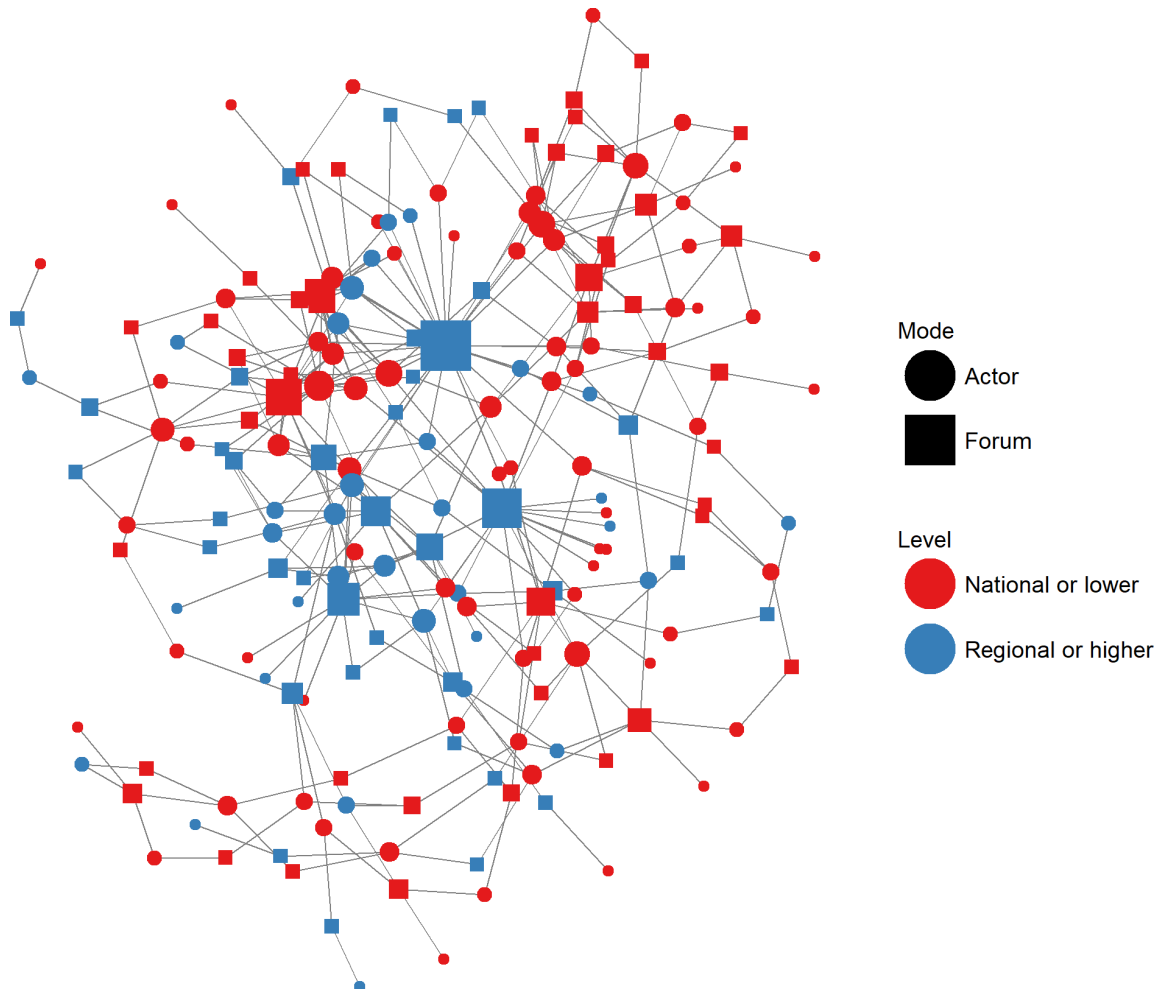 Mode
Actor
Forum
Level
National or lower
Regional or higher